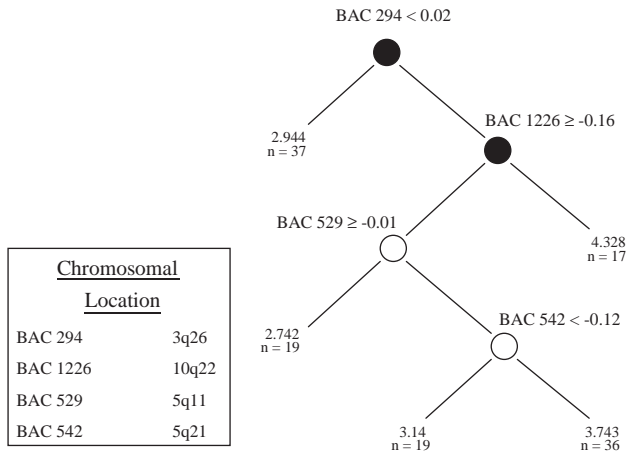 BAC 294 < 0.02
BAC 1226 ≥ -0.16
2.944
n = 37
BAC 529 ≥ -0.01
4.328
n = 17
Chromosomal
Location
BAC 294 3q26
BAC 1226 10q22
BAC 529 5q11
BAC 542 5q21
BAC 542 < -0.12
2.742
n = 19
3.14
n = 19
3.743
n = 36